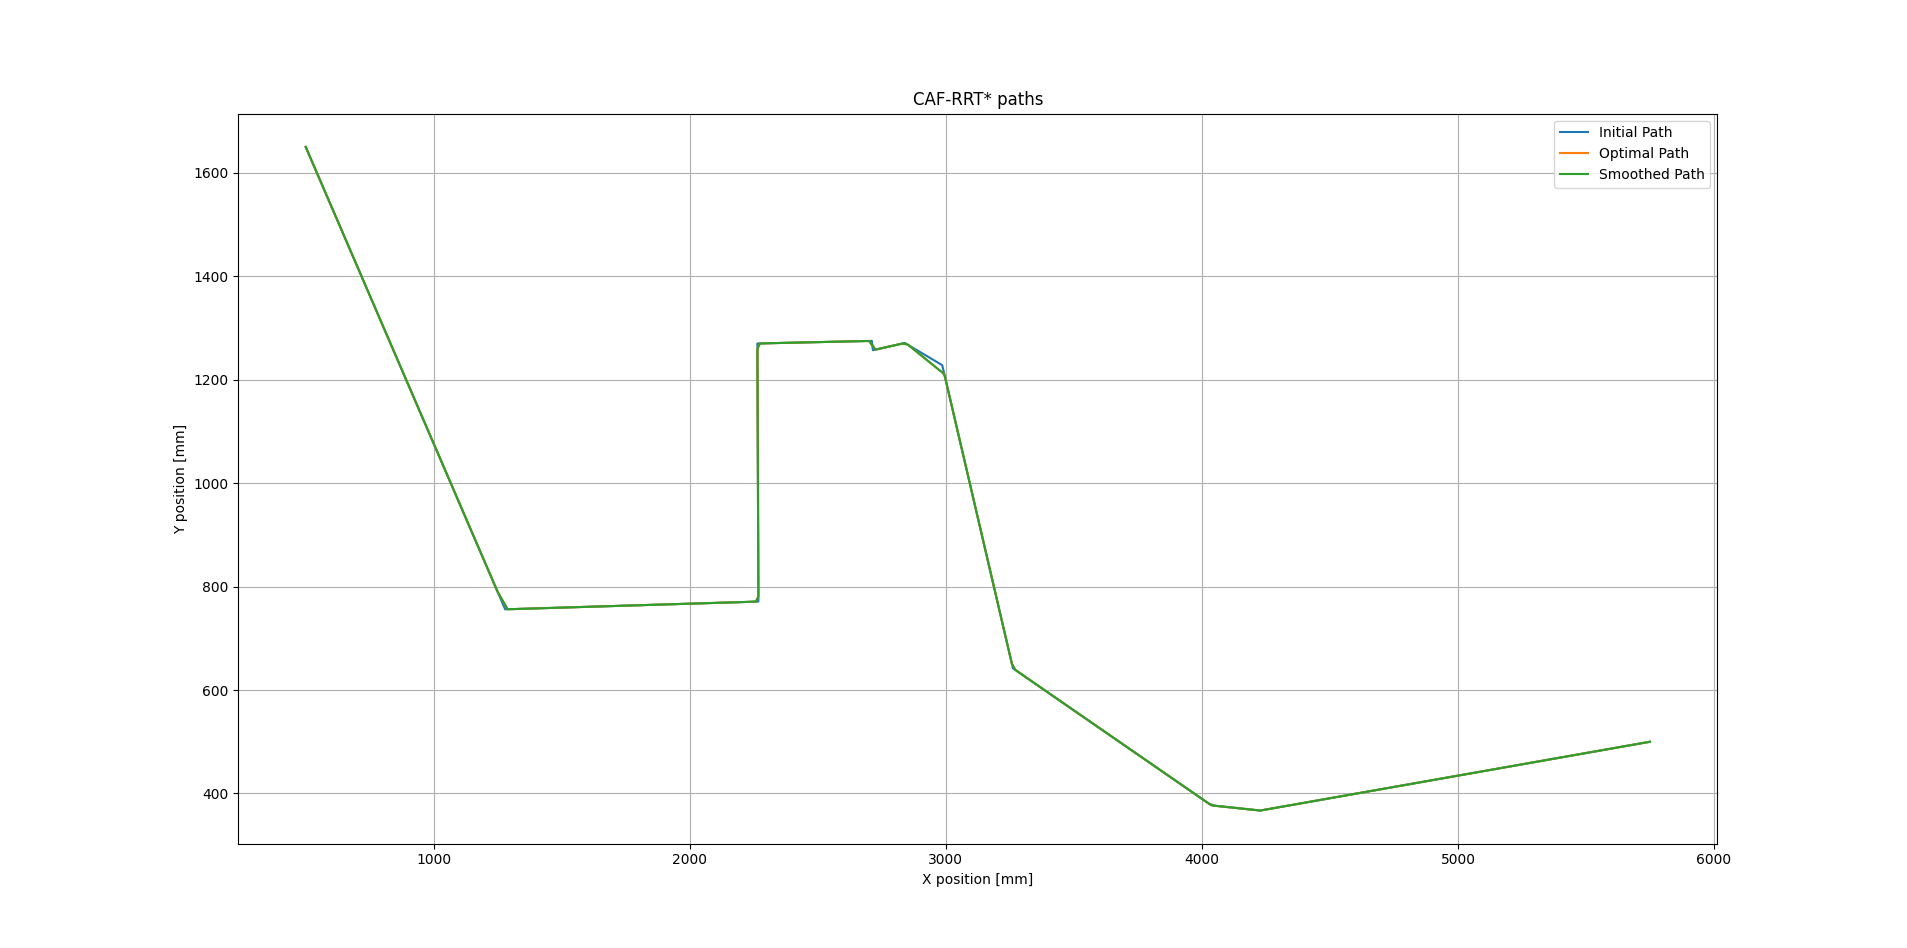 CAF-RRT* paths
Initial Path
Optimal Path
Smoothed Path
1600
1400
1200
1000
800
600
400
Y position [mm]
1000 2000 3000 4000 5000 6000
X position [mm]